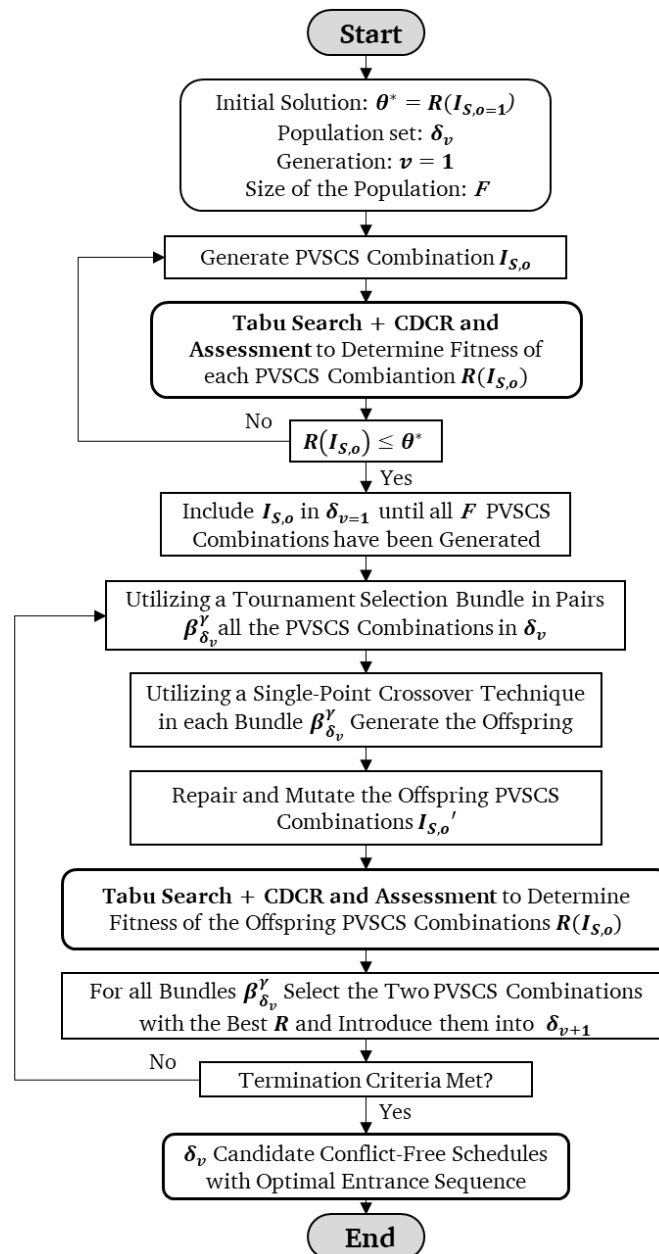 Start
Initial Solution: θ* = R(I_{S,o=1})
Population set: δ_v
Generation: v = 1
Size of the Population: F
Generate PVSCS Combination I_{S,o}
Tabu Search + CDCR and
Assessment to Determine Fitness of
each PVSCS Combiantion R(I_{S,o})
No
R(I_{S,o}) ≤ θ*
Yes
Include I_{S,o} in δ_{v=1} until all F PVSCS
Combinations have been Generated
Utilizing a Tournament Selection Bundle in Pairs
β^γ_{δ_v} all the PVSCS Combinations in δ_v
Utilizing a Single-Point Crossover Technique
in each Bundle β^γ_{δ_v} Generate the Offspring
Repair and Mutate the Offspring PVSCS
Combinations I_{S,o}'
Tabu Search + CDCR and Assessment to Determine
Fitness of the Offspring PVSCS Combinations R(I_{S,o})
For all Bundles β^γ_{δ_v} Select the Two PVSCS Combinations
with the Best R and Introduce them into δ_{v+1}
No
Termination Criteria Met?
Yes
δ_v Candidate Conflict-Free Schedules
with Optimal Entrance Sequence
End